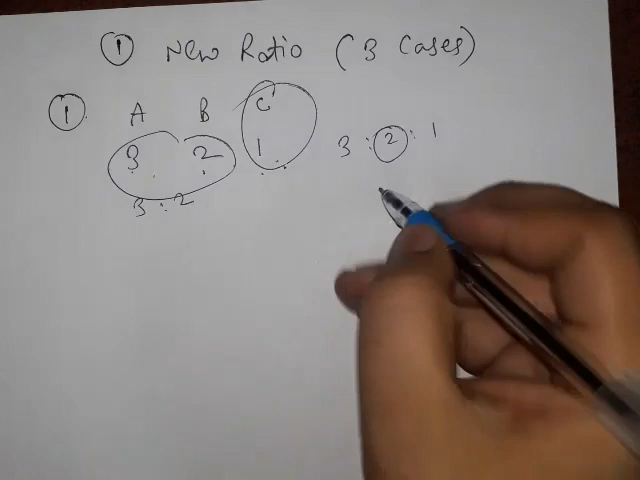 ① New Ratio (3 Cases)
① A B C
3 2 1 3 : 2 : 1
3 : 2